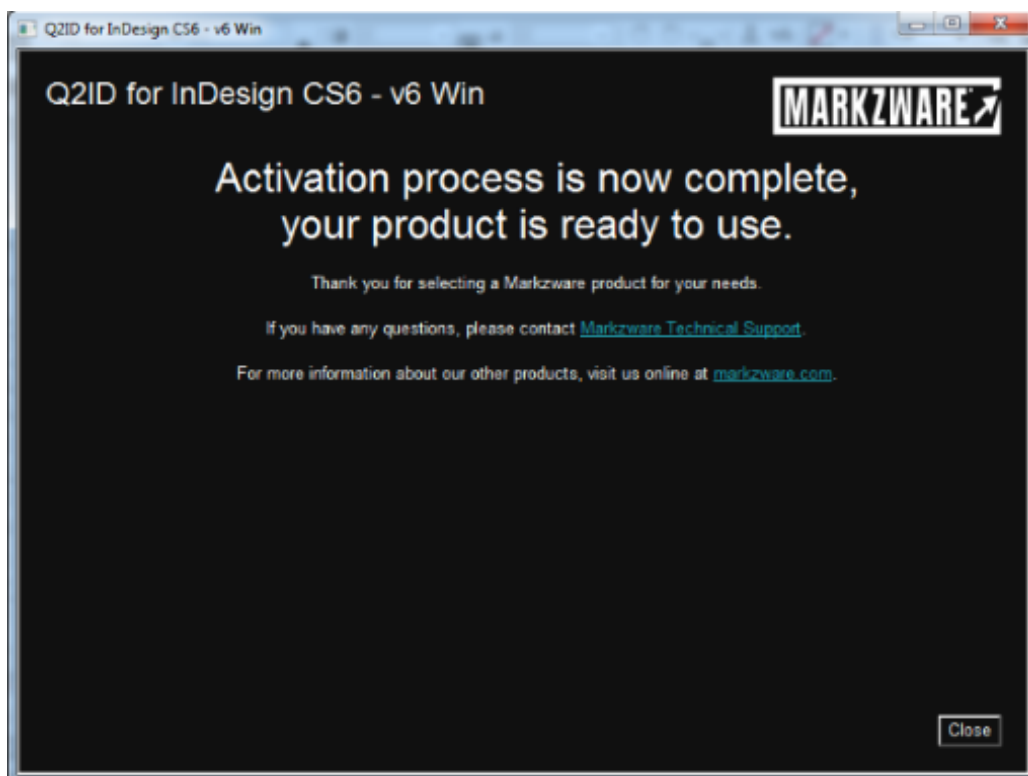 Q2ID for InDesign CS6 - v6 Win
Q2ID for InDesign CS6 - v6 Win
MARKZWARE
Activation process is now complete,
your product is ready to use.
Thank you for selecting a Markzware product for your needs.
If you have any questions, please contact Markzware Technical Support.
For more information about our other products, visit us online at markzware.com.
Close